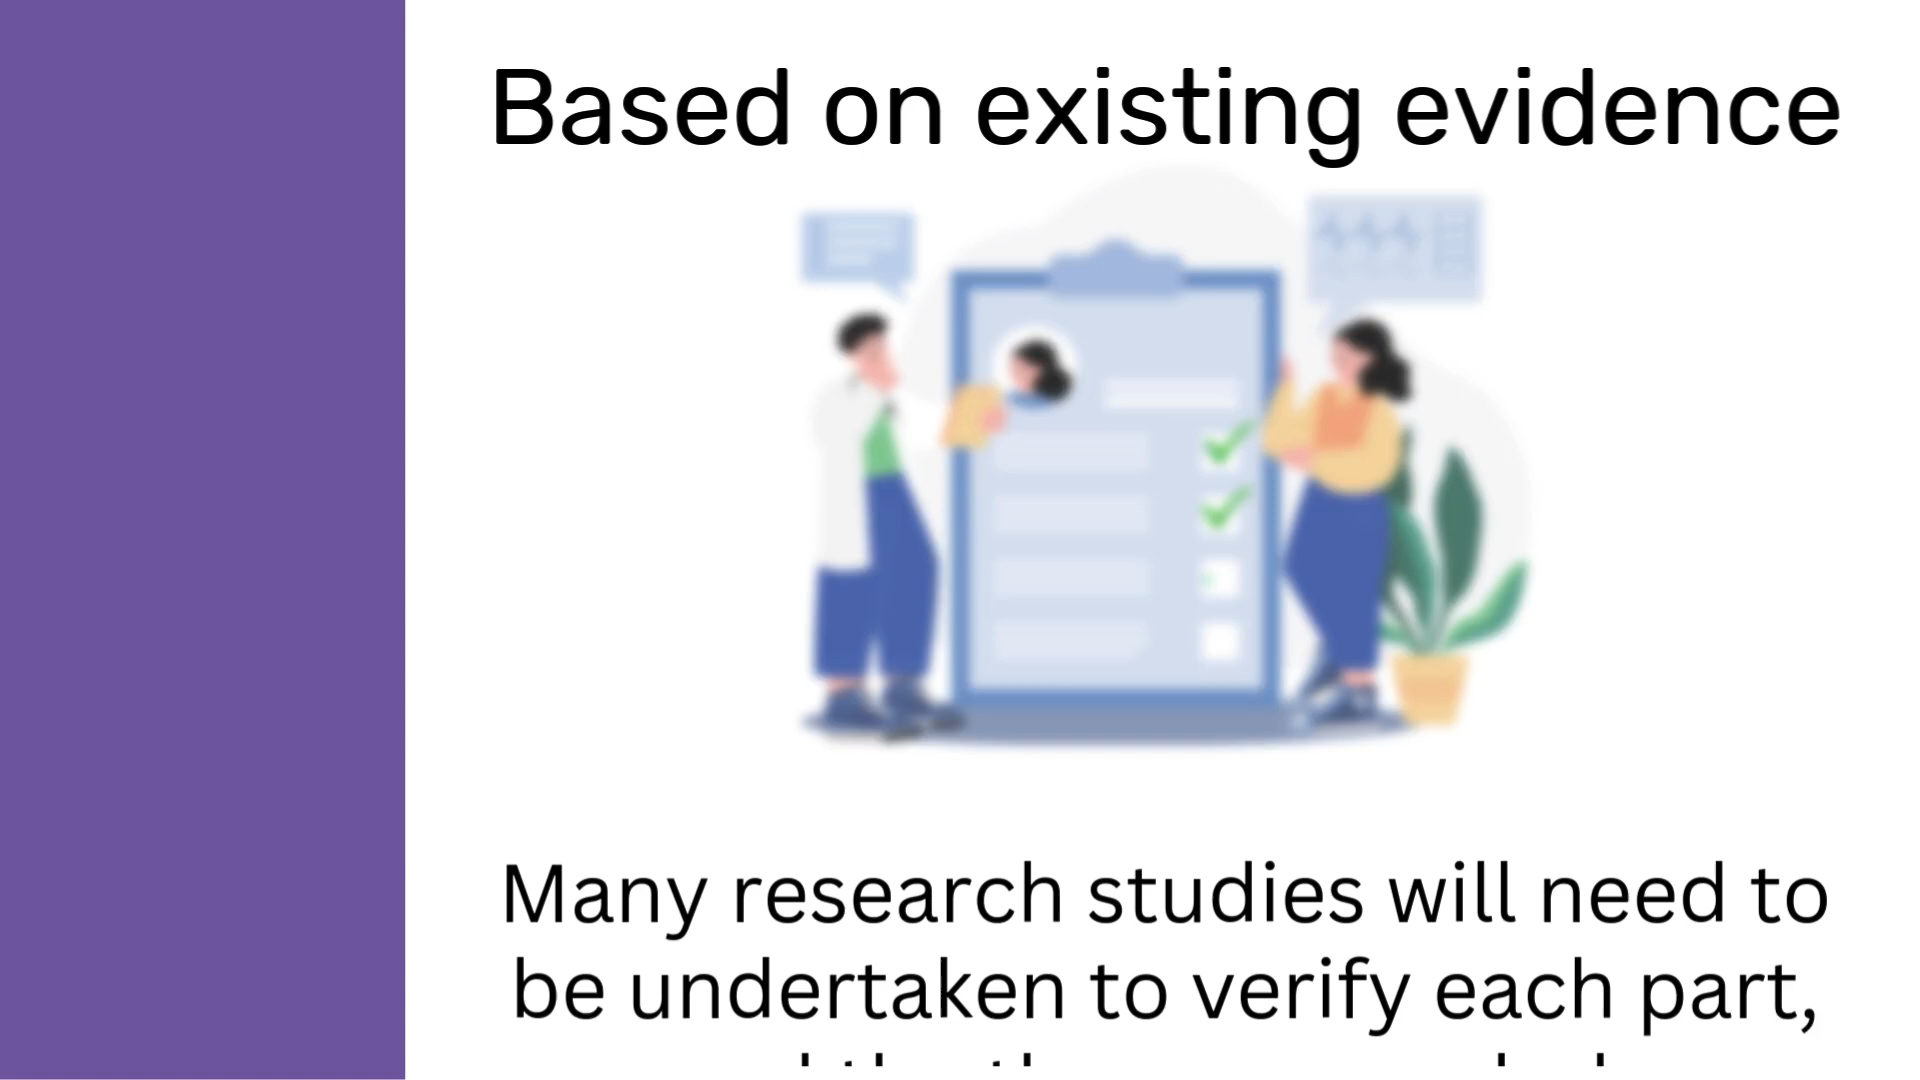 Based on existing evidence
Many research studies will need to
be undertaken to verify each part,